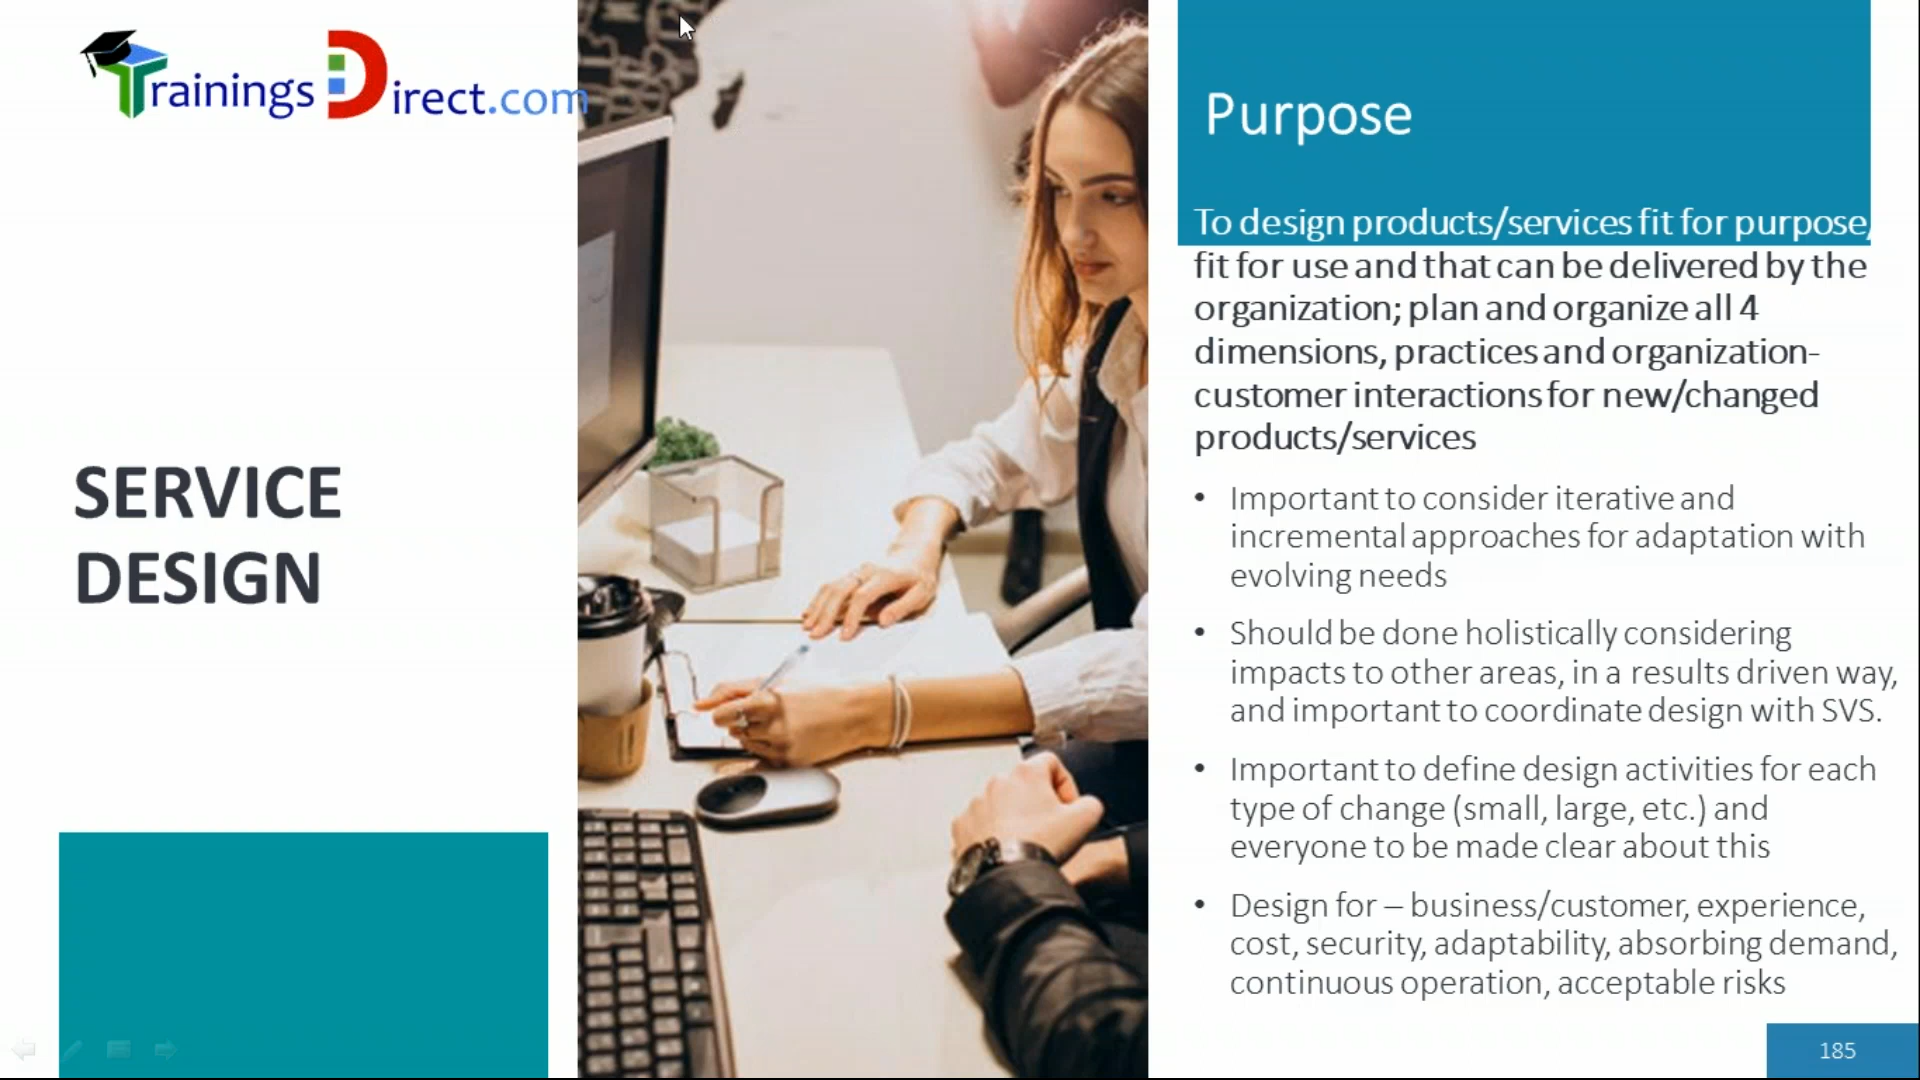 Trainings Direct.com
SERVICE
DESIGN
Purpose
To design products/services fit for purpose/
fit for use and that can be delivered by the
organization; plan and organize all 4
dimensions, practices and organization-
customer interactions for new/changed
products/services
• Important to consider iterative and
incremental approaches for adaptation with
evolving needs
• Should be done holistically considering
impacts to other areas, in a results driven way,
and important to coordinate design with SVS.
• Important to define design activities for each
type of change (small, large, etc.) and
everyone to be made clear about this
• Design for – business/customer, experience,
cost, security, adaptability, absorbing demand,
continuous operation, acceptable risks
185